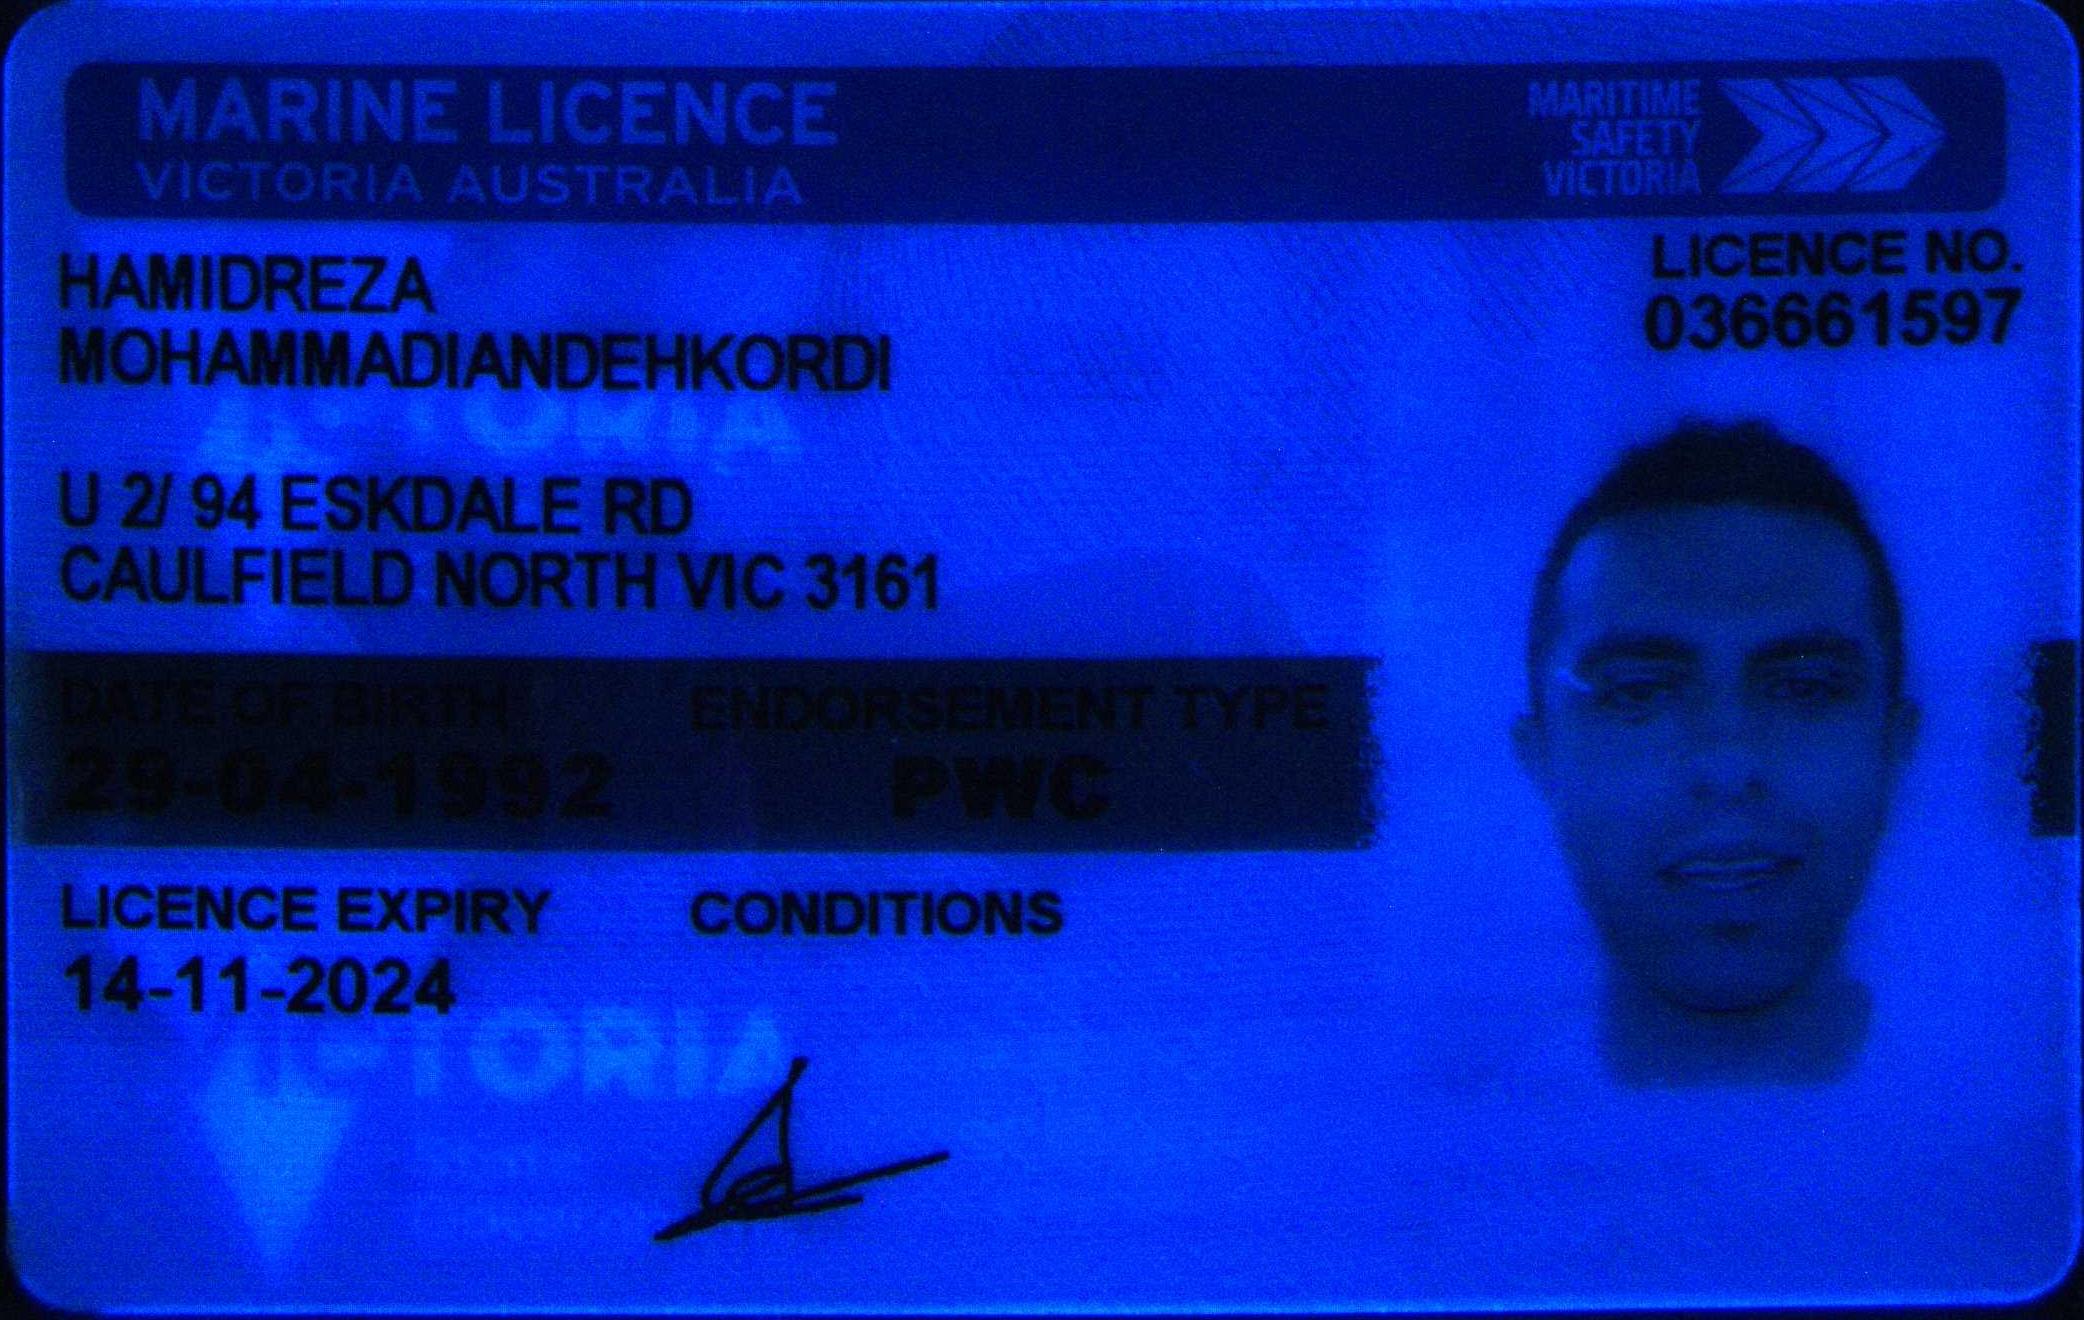 MARINE LICENCE
VICTORIA AUSTRALIA
MARITIME
SAFETY
VICTORIA
LICENCE NO.
036661597
HAMIDREZA
MOHAMMADIANDEHKORDI
VICTORIA
U 2/ 94 ESKDALE RD
CAULFIELD NORTH VIC 3161
DATE OF BIRTH
29-04-1992
ENDORSEMENT TYPE
PWC
LICENCE EXPIRY
14-11-2024
CONDITIONS
VICTORIA